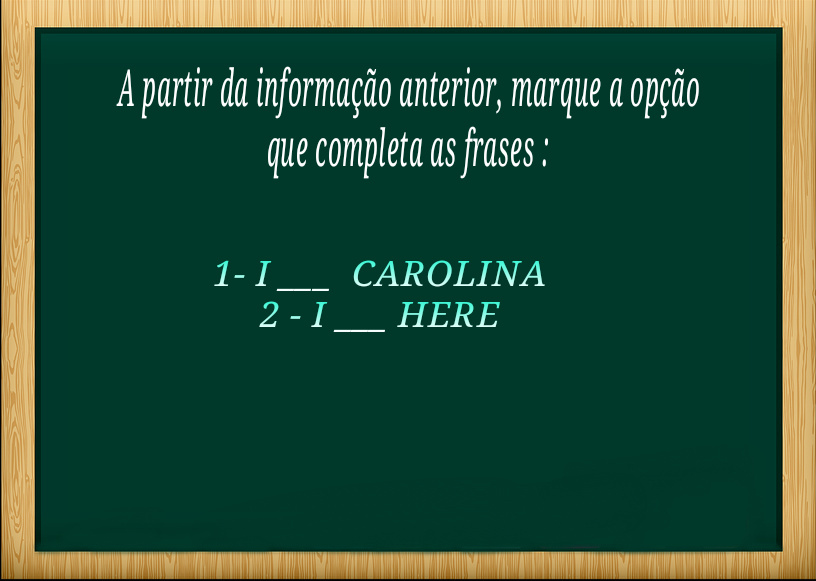 A partir da informação anterior, marque a opção
que completa as frases :
1- I ___ CAROLINA
2 - I ___ HERE